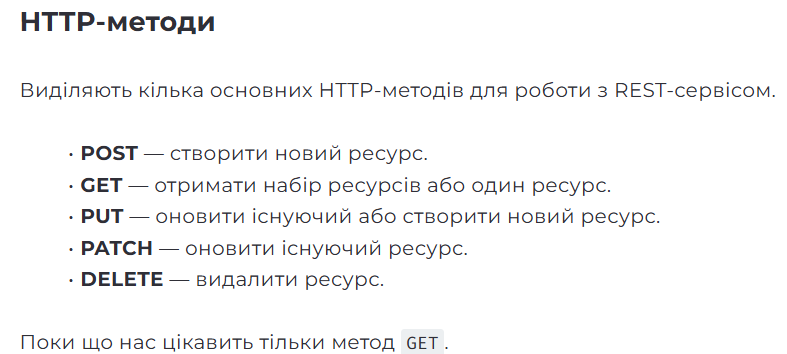 HTTP-методи
Виділяють кілька основних HTTP-методів для роботи з REST-сервісом.
• POST — створити новий ресурс.
• GET — отримати набір ресурсів або один ресурс.
• PUT — оновити існуючий або створити новий ресурс.
• PATCH — оновити існуючий ресурс.
• DELETE — видалити ресурс.
Поки що нас цікавить тільки метод GET.